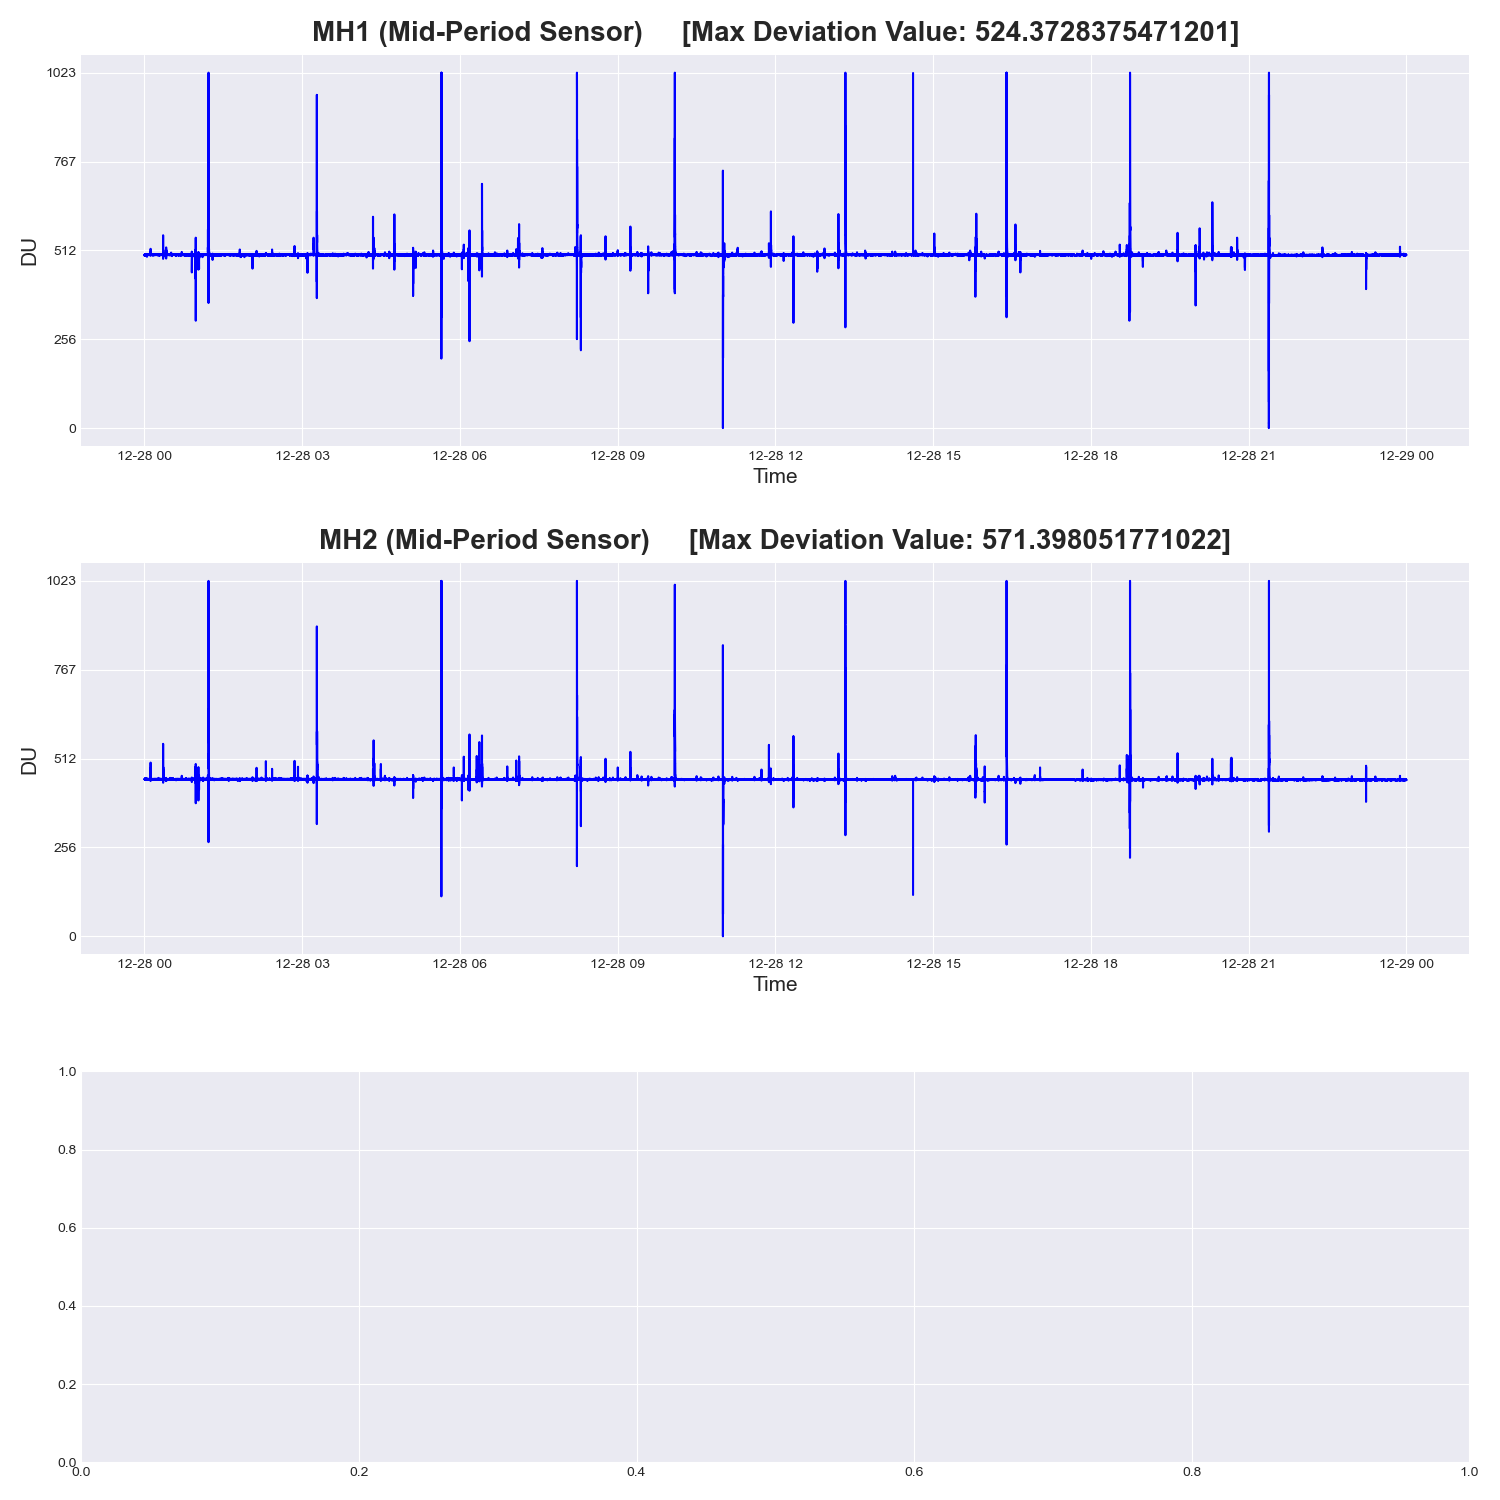 MH1 (Mid-Period Sensor) [Max Deviation Value: 524.3728375471201]
1023
767
512
256
0
DU
12-28 00 12-28 03 12-28 06 12-28 09 12-28 12 12-28 15 12-28 18 12-28 21 12-29 00
Time
MH2 (Mid-Period Sensor) [Max Deviation Value: 571.398051771022]
1023
767
512
256
0
DU
12-28 00 12-28 03 12-28 06 12-28 09 12-28 12 12-28 15 12-28 18 12-28 21 12-29 00
Time
1.0
0.8
0.6
0.4
0.2
0.0
0.0 0.2 0.4 0.6 0.8 1.0